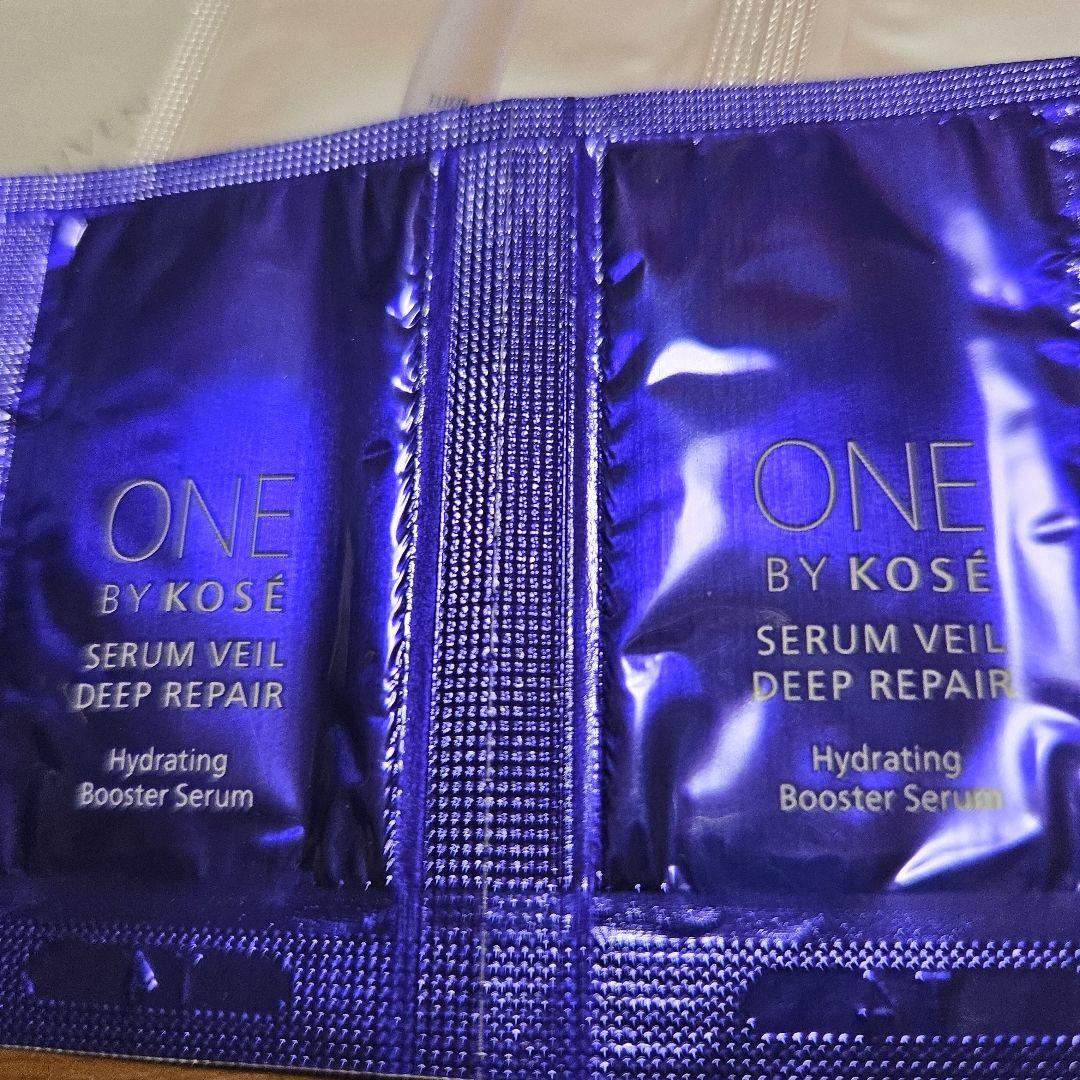 ONE
BY KOSÉ
SERUM VEIL
DEEP REPAIR
Hydrating
Booster Serum
ONE
BY KOSÉ
SERUM VEIL
DEEP REPAIR
Hydrating
Booster Serum